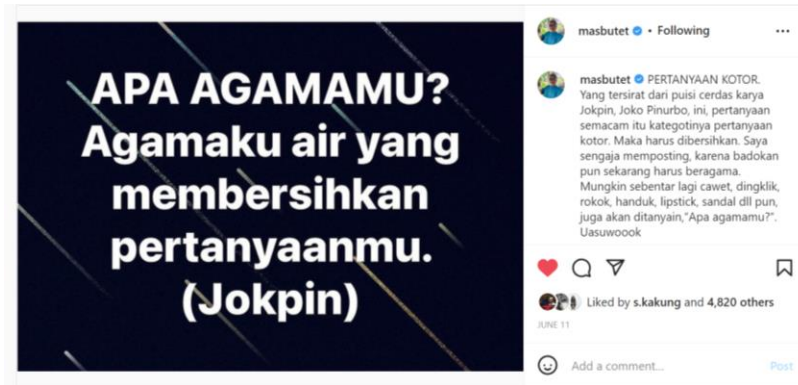 APA AGAMAMU?
Agamaku air yang
membersihkan
pertanyaanmu.
(Jokpin)
masbutet • Following
masbutet PERTANYAAN KOTOR.
Yang tersirat dari puisi cerdas karya
Jokpin, Joko Pinurbo, ini, pertanyaan
semacam itu kategotinya pertanyaan
kotor. Maka harus dibersihkan. Saya
sengaja memposting, karena badokan
pun sekarang harus beragama.
Mungkin sebentar lagi cawet, dingklik,
rokok, handuk, lipstick, sandal dll pun,
juga akan ditanyain,"Apa agamamu?".
Uasuwoook
Liked by s.kakung and 4,820 others
JUNE 11
Add a comment...
Post